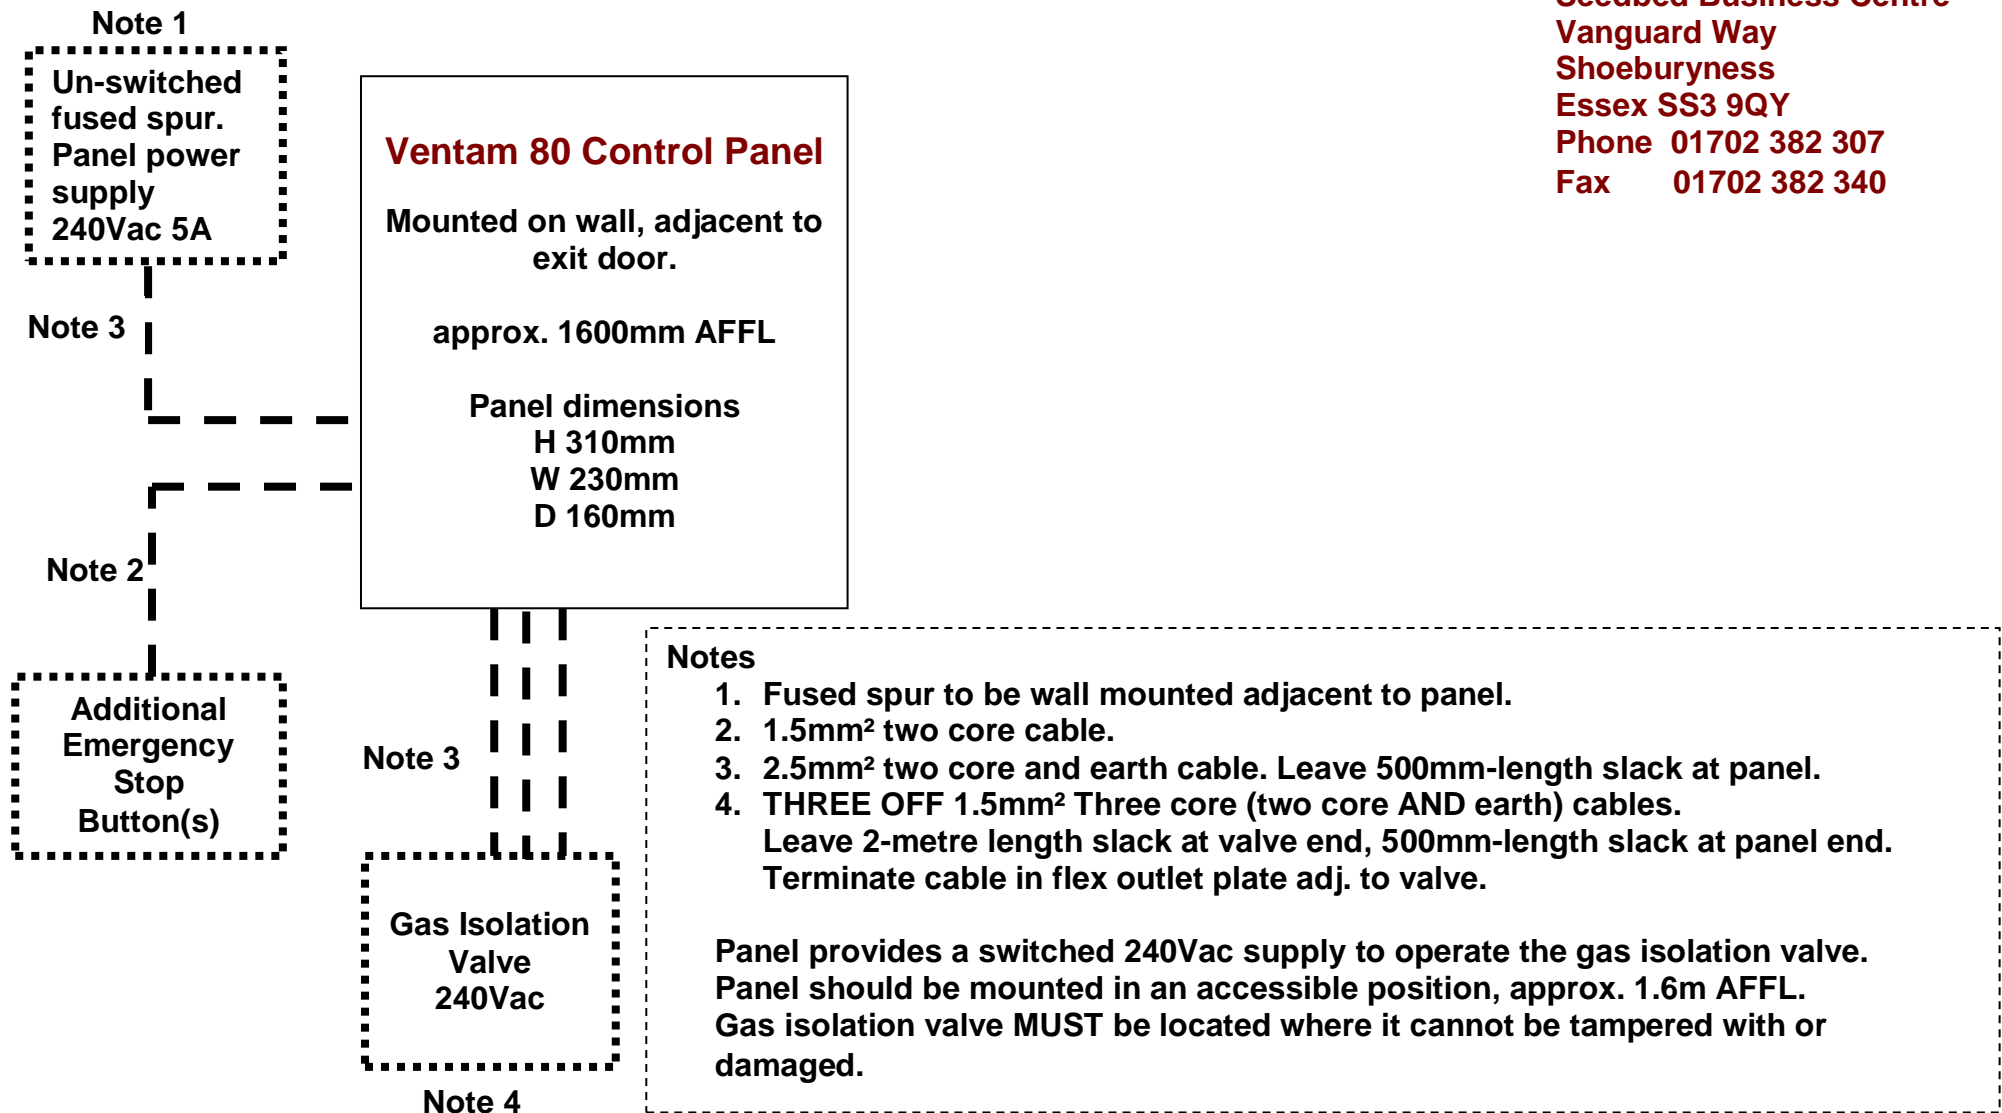 Note 1
Un-switched
fused spur.
Panel power
supply
240Vac 5A
Note 3
Note 2
Additional
Emergency
Stop
Button(s)
Ventam 80 Control Panel
Mounted on wall, adjacent to
exit door.
approx. 1600mm AFFL
Panel dimensions
H 310mm
W 230mm
D 160mm
Note 3
Gas Isolation
Valve
240Vac
Note 4
Seedbed Business Centre
Vanguard Way
Shoeburyness
Essex SS3 9QY
Phone 01702 382 307
Fax 01702 382 340
Notes
1. Fused spur to be wall mounted adjacent to panel.
2. 1.5mm² two core cable.
3. 2.5mm² two core and earth cable. Leave 500mm-length slack at panel.
4. THREE OFF 1.5mm² Three core (two core AND earth) cables.
Leave 2-metre length slack at valve end, 500mm-length slack at panel end.
Terminate cable in flex outlet plate adj. to valve.
Panel provides a switched 240Vac supply to operate the gas isolation valve.
Panel should be mounted in an accessible position, approx. 1.6m AFFL.
Gas isolation valve MUST be located where it cannot be tampered with or
damaged.